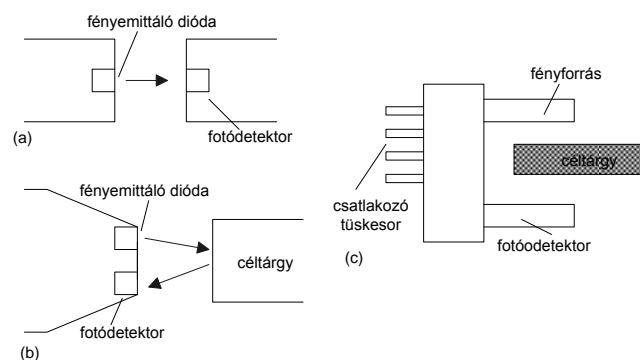 fényemittáló dióda
fotódetektor
(a)
fényemittáló dióda
céltárgy
fotódetektor
(b)
fényforrás
céltárgy
csatlakozó
tüskesor
fotóodetektor
(c)